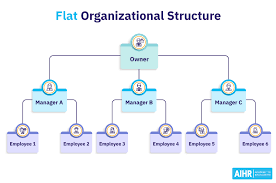 Flat Organizational Structure
Owner
Manager A
Manager B
Manager C
Employee 1
Employee 2
Employee 3
Employee 4
Employee 5
Employee 6
AIHR